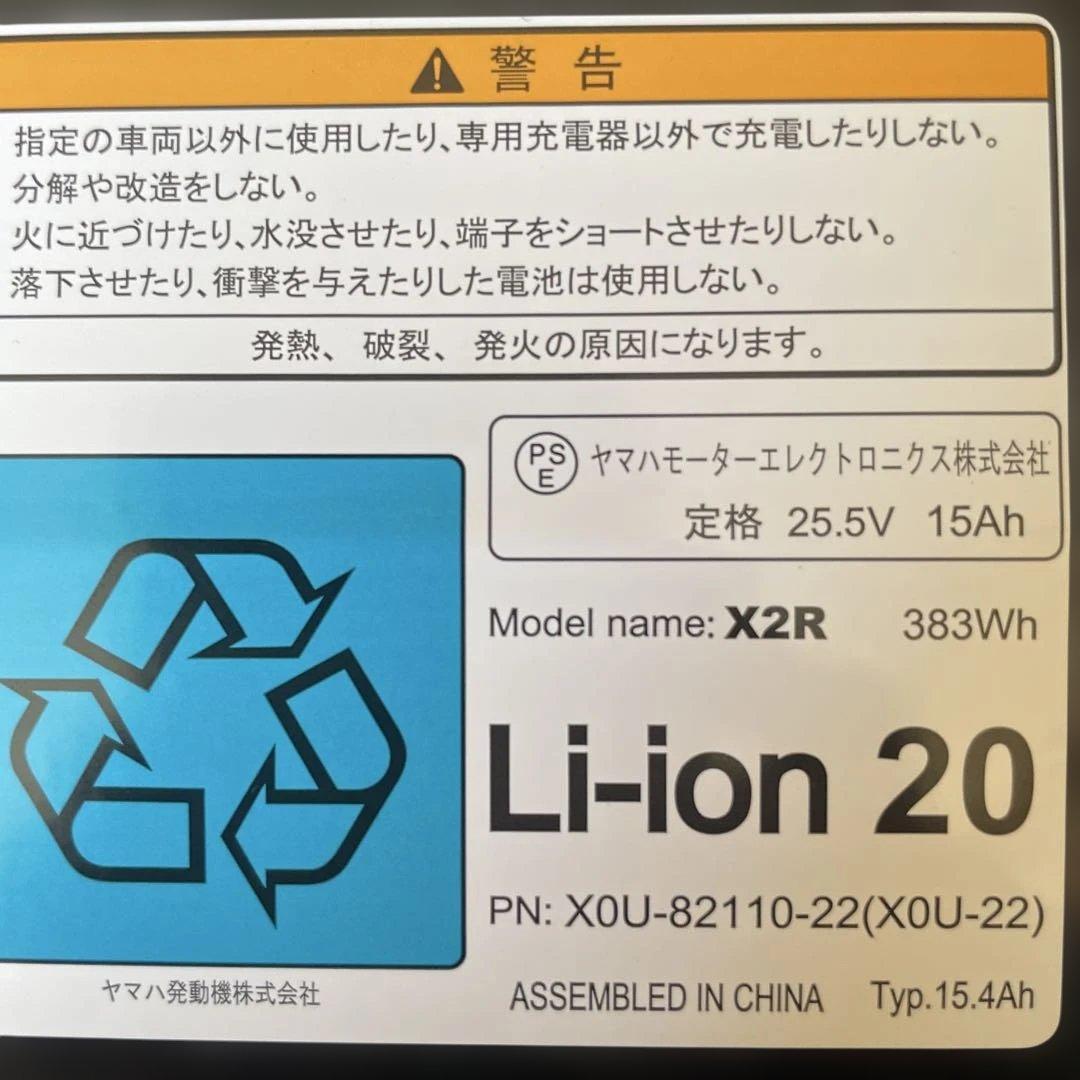 警告
指定の車両以外に使用したり、専用充電器以外で充電したりしない。
分解や改造をしない。
火に近づけたり、水没させたり、端子をショートさせたりしない。
落下させたり、衝撃を与えたりした電池は使用しない。
発熱、破裂、発火の原因になります。
PS
E
ヤマハモーターエレクトロニクス株式会社
定格 25.5V 15Ah
Model name: X2R 383Wh
Li-ion 20
PN: X0U-82110-22(X0U-22)
ヤマハ発動機株式会社
ASSEMBLED IN CHINA Typ.15.4Ah